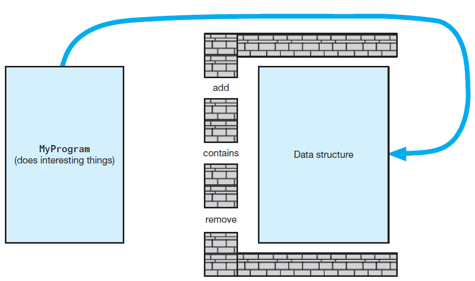 MyProgram
(does interesting things)
add
contains
remove
Data structure